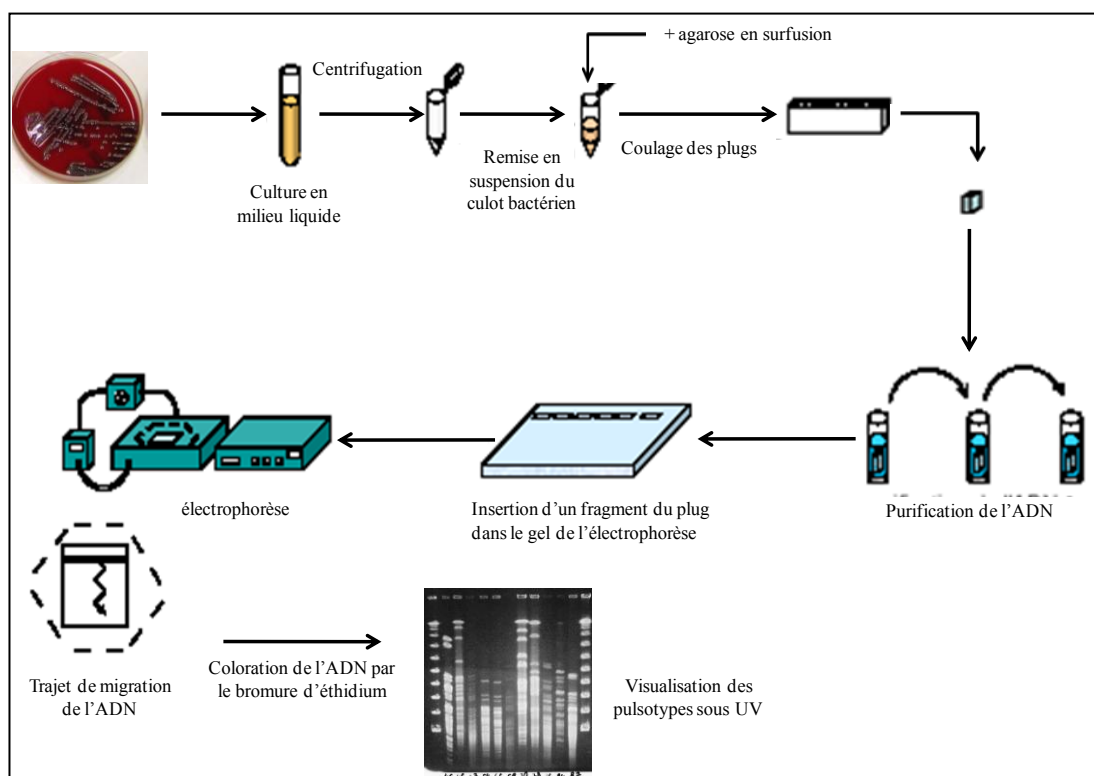 + agarose en surfusion
Centrifugation
Coulage des plugs
Remise en
suspension du
culot bactérien
Culture en
milieu liquide
électrophorèse
Insertion d’un fragment du plug
dans le gel de l’électrophorèse
Purification de l’ADN
Trajet de migration
de l’ADN
Coloration de l’ADN par
le bromure d’éthidium
Visualisation des
pulsotypes sous UV